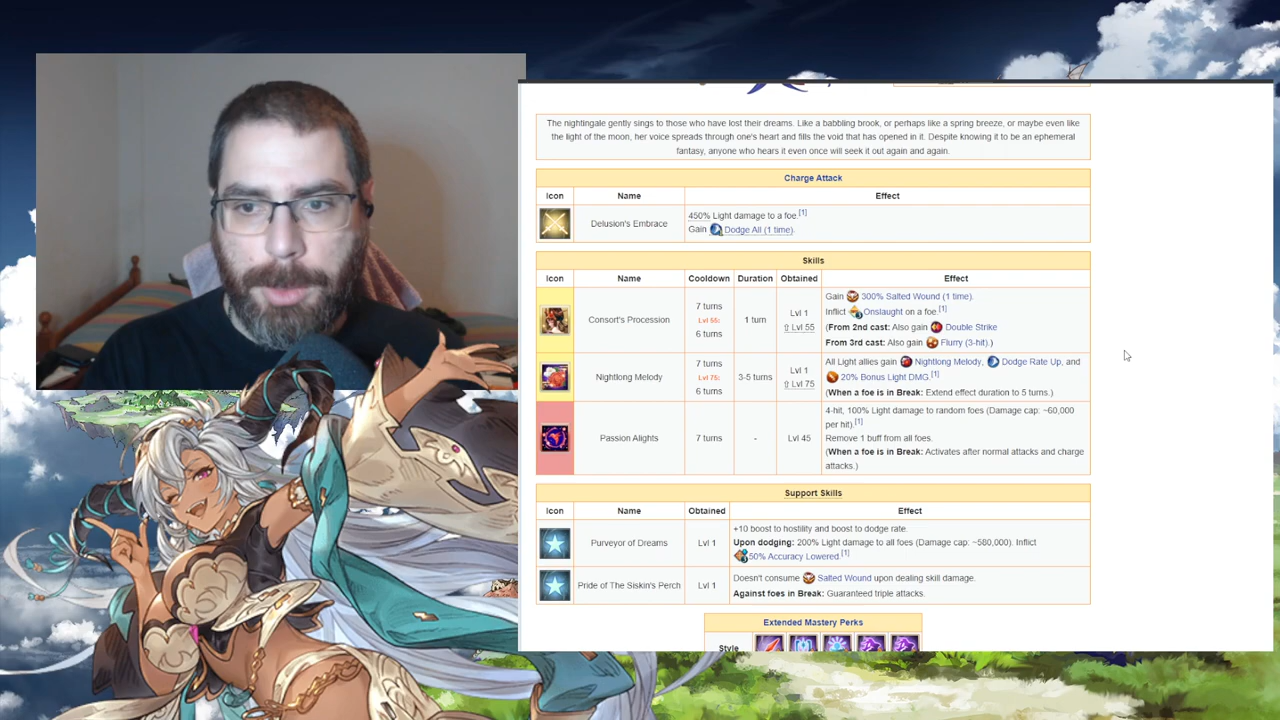 The nightingale gently sings to those who have lost their dreams. Like a babbling brook, or perhaps like a spring breeze, or maybe even like
the light of the moon, her voice spreads through one's heart and fills the void that has opened in it. Despite knowing it to be an ephemeral
fantasy, anyone who hears it even once will seek it out again and again.
Charge Attack
Icon Name Effect
Delusion's Embrace
450% Light damage to a foe.[1]
Gain Dodge All (1 time).
Skills
Icon Name Cooldown Duration Obtained Effect
Consort's Procession
7 turns
Lvl 55:
6 turns
1 turn
Lvl 1
⇧ Lvl 55
Gain 300% Salted Wound (1 time).
Inflict Onslaught on a foe.[1]
(From 2nd cast: Also gain Double Strike
From 3rd cast: Also gain Flurry (3-hit).)
Nightlong Melody
7 turns
Lvl 75:
6 turns
3-5 turns
Lvl 1
⇧ Lvl 75
All Light allies gain Nightlong Melody, Dodge Rate Up, and
20% Bonus Light DMG.[1]
(When a foe is in Break: Extend effect duration to 5 turns.)
Passion Alights
7 turns
-
Lvl 45
4-hit, 100% Light damage to random foes (Damage cap: ~60,000
per hit).[1]
Remove 1 buff from all foes.
(When a foe is in Break: Activates after normal attacks and charge
attacks.)
Support Skills
Icon Name Obtained Effect
Purveyor of Dreams
Lvl 1
+10 boost to hostility and boost to dodge rate.
Upon dodging: 200% Light damage to all foes (Damage cap: ~580,000). Inflict
50% Accuracy Lowered.[1]
Pride of The Siskin's Perch
Lvl 1
Doesn't consume Salted Wound upon dealing skill damage.
Against foes in Break: Guaranteed triple attacks.
Extended Mastery Perks
Style